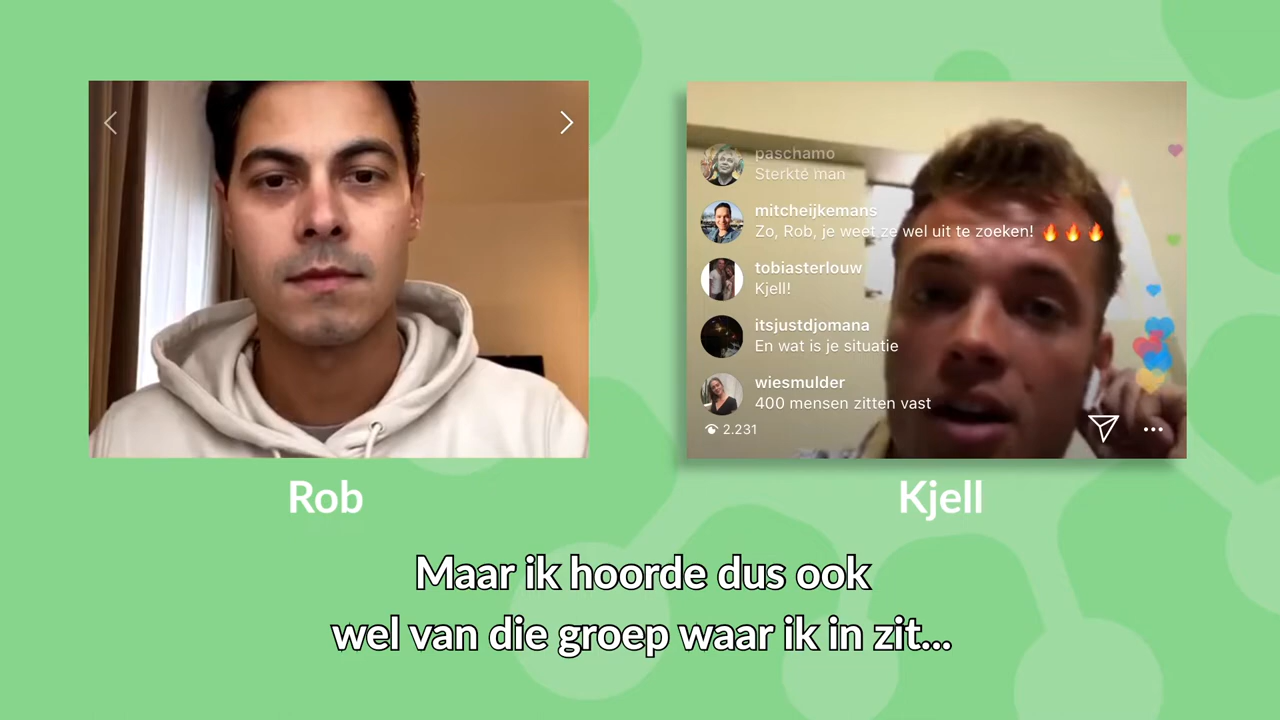 paschamo
Sterkté man
mitcheijkemans
Zo, Rob, je weet ze wel uit te zoeken! 🔥🔥🔥
tobiasterlouw
Kjell!
itsjustdjomana
En wat is je situatie
wiesmulder
400 mensen zitten vast
2.231
Rob
Kjell
Maar ik hoorde dus ook
wel van die groep waar ik in zit...